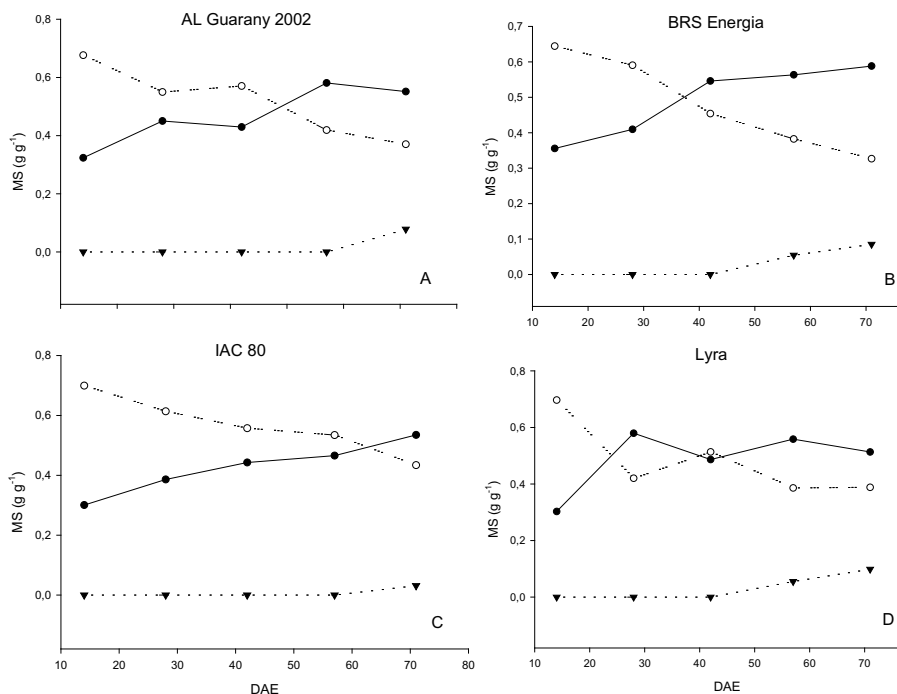 AL Guarany 2002
0,8
0,6
0,4
0,2
0,0
MS (g g-1)
A
BRS Energia
0,8
0,7
0,6
0,5
0,4
0,3
0,2
0,1
0,0
MS (g g-1)
B
10 20 30 40 50 60 70
IAC 80
0,8
0,6
0,4
0,2
0,0
MS (g g-1)
C
10 20 30 40 50 60 70 80
DAE
Lyra
0,8
0,6
0,4
0,2
0,0
MS (g g-1)
D
10 20 30 40 50 60 70
DAE